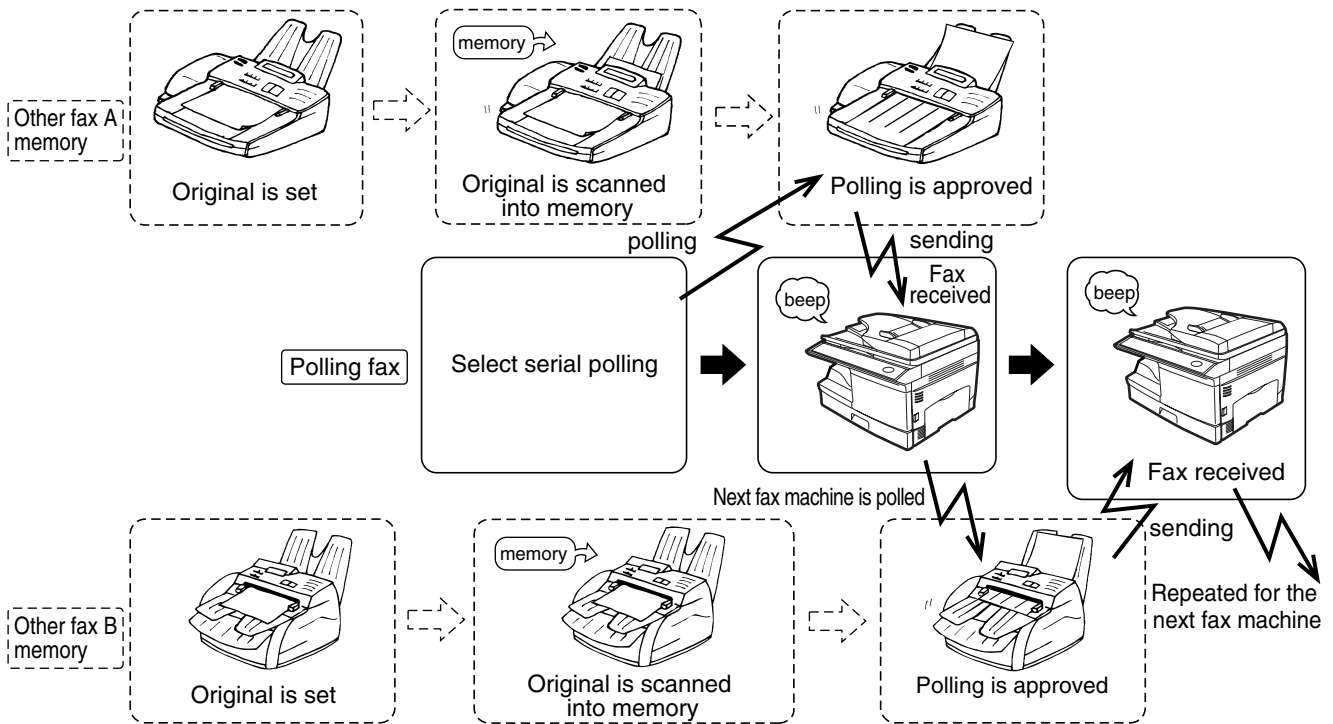 memory
Other fax A
memory
Original is set
Original is scanned
into memory
Polling is approved
polling
sending
Fax
received
beep
beep
Polling fax
Select serial polling
Fax received
Next fax machine is polled
sending
memory
Repeated for the
next fax machine
Other fax B
memory
Original is set
Original is scanned
into memory
Polling is approved